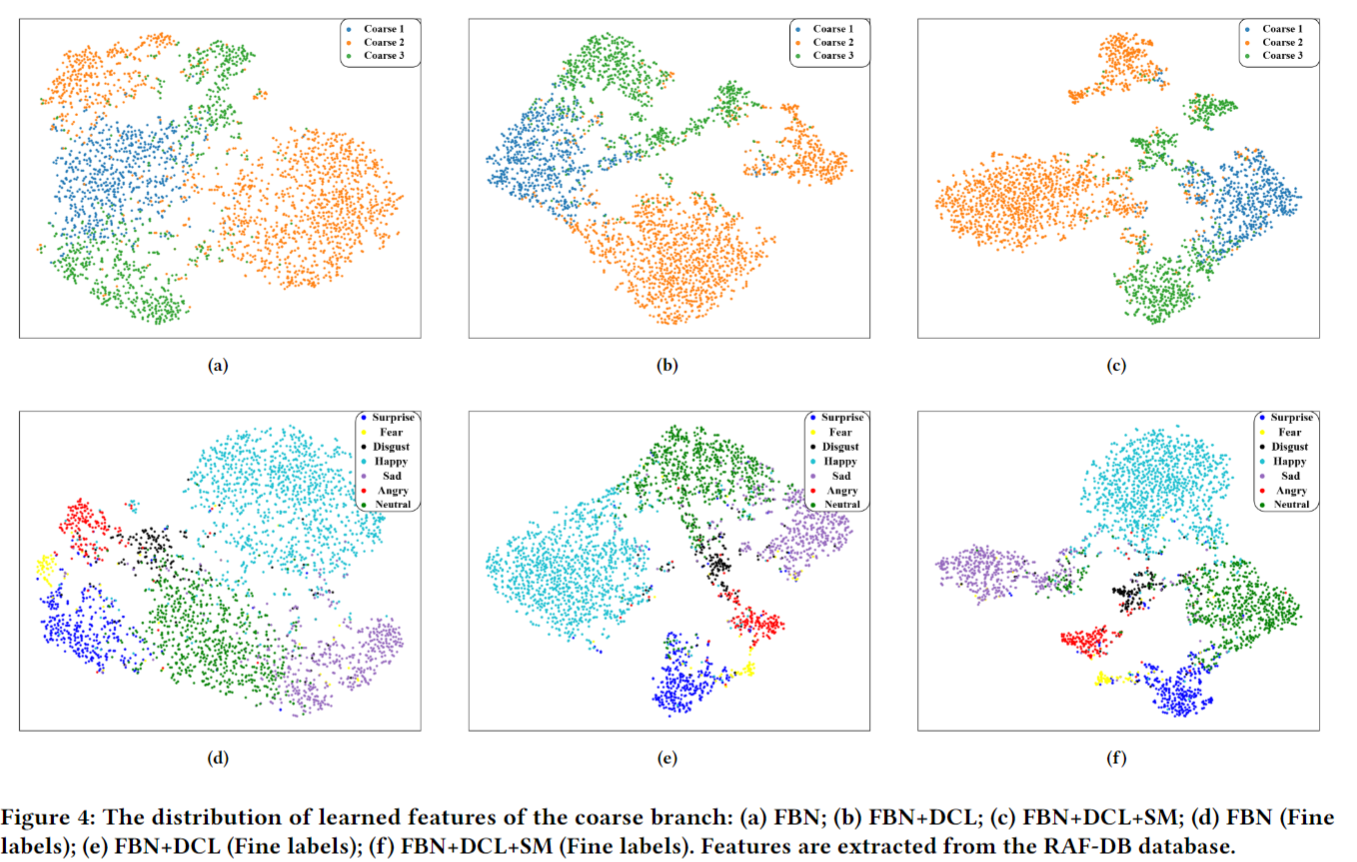 Coarse 1
Coarse 2
Coarse 3
(a)
Coarse 1
Coarse 2
Coarse 3
(b)
Coarse 1
Coarse 2
Coarse 3
(c)
Surprise
Fear
Disgust
Happy
Sad
Angry
Neutral
(d)
Surprise
Fear
Disgust
Happy
Sad
Angry
Neutral
(e)
Surprise
Fear
Disgust
Happy
Sad
Angry
Neutral
(f)
Figure 4: The distribution of learned features of the coarse branch: (a) FBN; (b) FBN+DCL; (c) FBN+DCL+SM; (d) FBN (Fine
labels); (e) FBN+DCL (Fine labels); (f) FBN+DCL+SM (Fine labels). Features are extracted from the RAF-DB database.